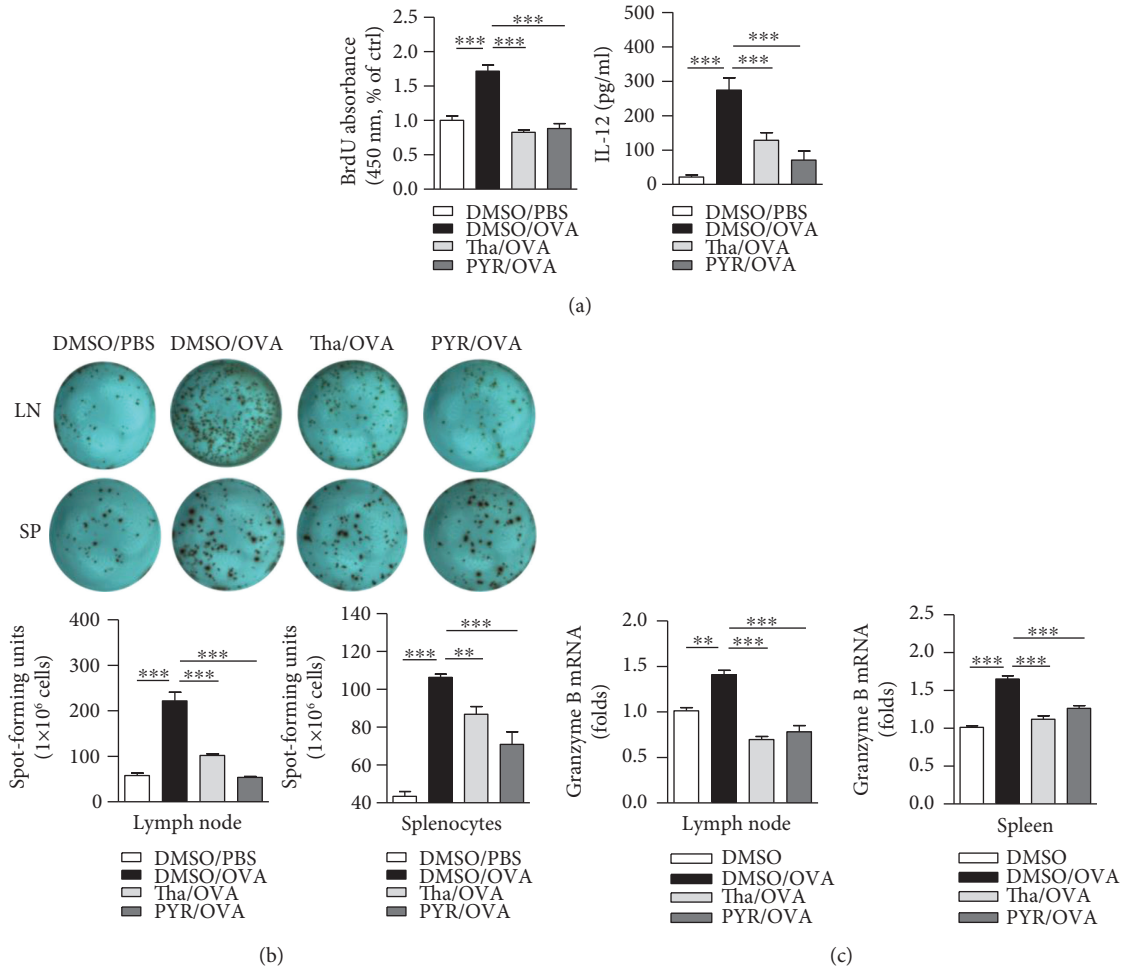 BrdU absorbance
(450 nm, % of ctrl)
2.5
2.0
1.5
1.0
0.5
0.0
***
***
***
DMSO/PBS
DMSO/OVA
Tha/OVA
PYR/OVA
IL-12 (pg/ml)
500
400
300
200
100
0
***
***
***
DMSO/PBS
DMSO/OVA
Tha/OVA
PYR/OVA
(a)
DMSO/PBS DMSO/OVA Tha/OVA PYR/OVA
LN
SP
Spot-forming units
(1×10⁶ cells)
400
300
200
100
0
***
***
***
Lymph node
DMSO/PBS
DMSO/OVA
Tha/OVA
PYR/OVA
Spot-forming units
(1×10⁶ cells)
140
120
100
80
60
40
***
***
**
Splenocytes
DMSO/PBS
DMSO/OVA
Tha/OVA
PYR/OVA
(b)
Granzyme B mRNA
(folds)
2.0
1.5
1.0
0.5
0.0
***
**
***
Lymph node
DMSO
DMSO/OVA
Tha/OVA
PYR/OVA
Granzyme B mRNA
(folds)
2.5
2.0
1.5
1.0
0.5
0.0
***
***
***
Spleen
DMSO
DMSO/OVA
Tha/OVA
PYR/OVA
(c)